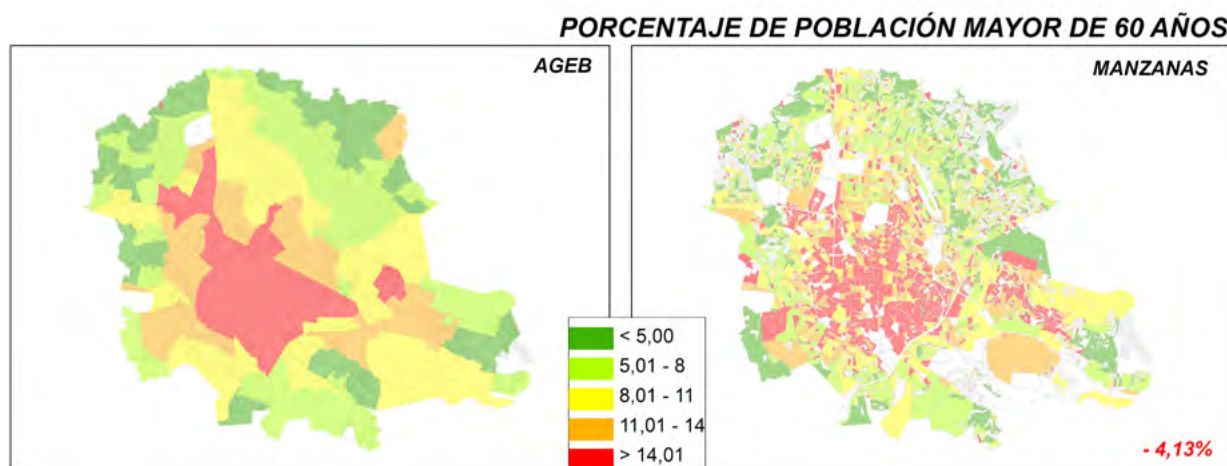 PORCENTAJE DE POBLACIÓN MAYOR DE 60 AÑOS
AGEB
MANZANAS
< 5,00
5,01 - 8
8,01 - 11
11,01 - 14
> 14,01
- 4,13%